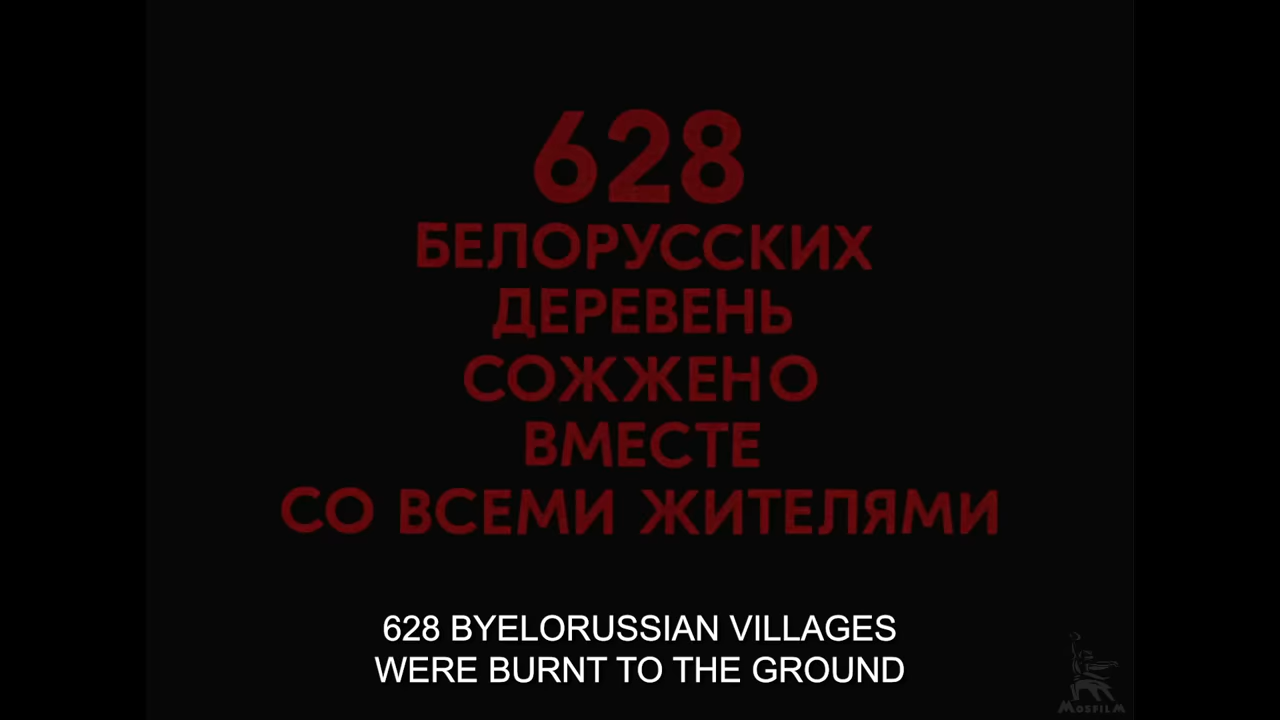 628
БЕЛОРУССКИХ
ДЕРЕВЕНЬ
СОЖЖЕНО
ВМЕСТЕ
СО ВСЕМИ ЖИТЕЛЯМИ
628 BYELORUSSIAN VILLAGES
WERE BURNT TO THE GROUND
MOSFILM